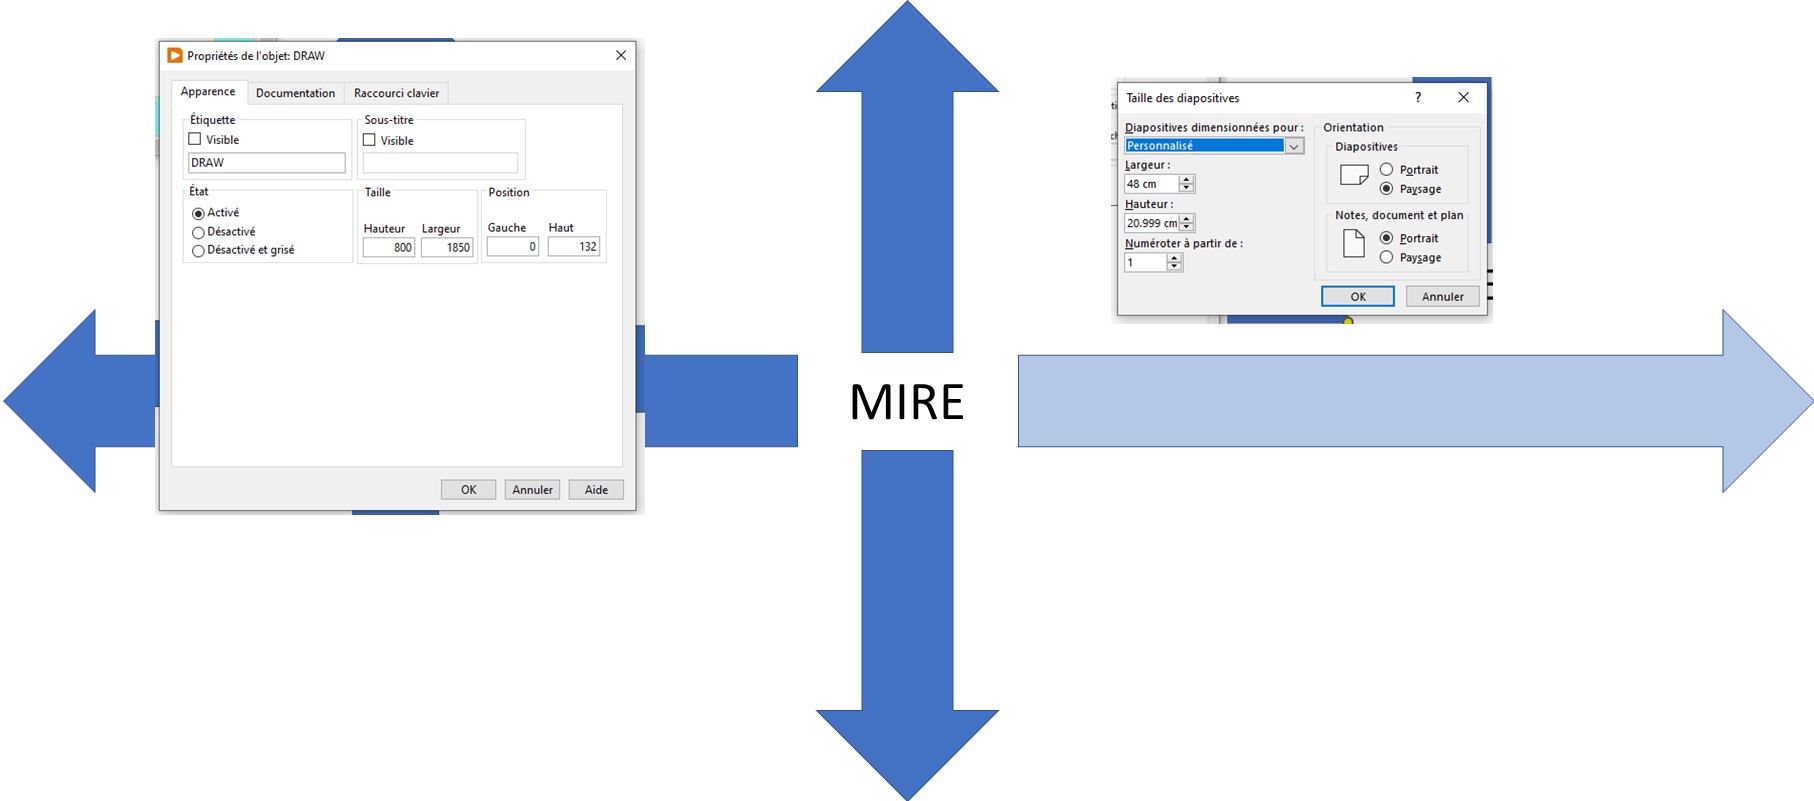 Propriétés de l'objet: DRAW
Apparence Documentation Raccourci clavier
Étiquette Sous-titre
Visible Visible
DRAW
État Taille Position
Activé
Désactivé
Désactivé et grisé
Hauteur Largeur Gauche Haut
800 1850 0 132
OK Annuler Aide
MIRE
Taille des diapositives ?
Diapositives dimensionnées pour :
Personnalisé
Largeur :
48 cm
Hauteur :
20.999 cm
Numéroter à partir de :
1
Orientation
Diapositives
Portrait
Paysage
Notes, document et plan
Portrait
Paysage
OK Annuler